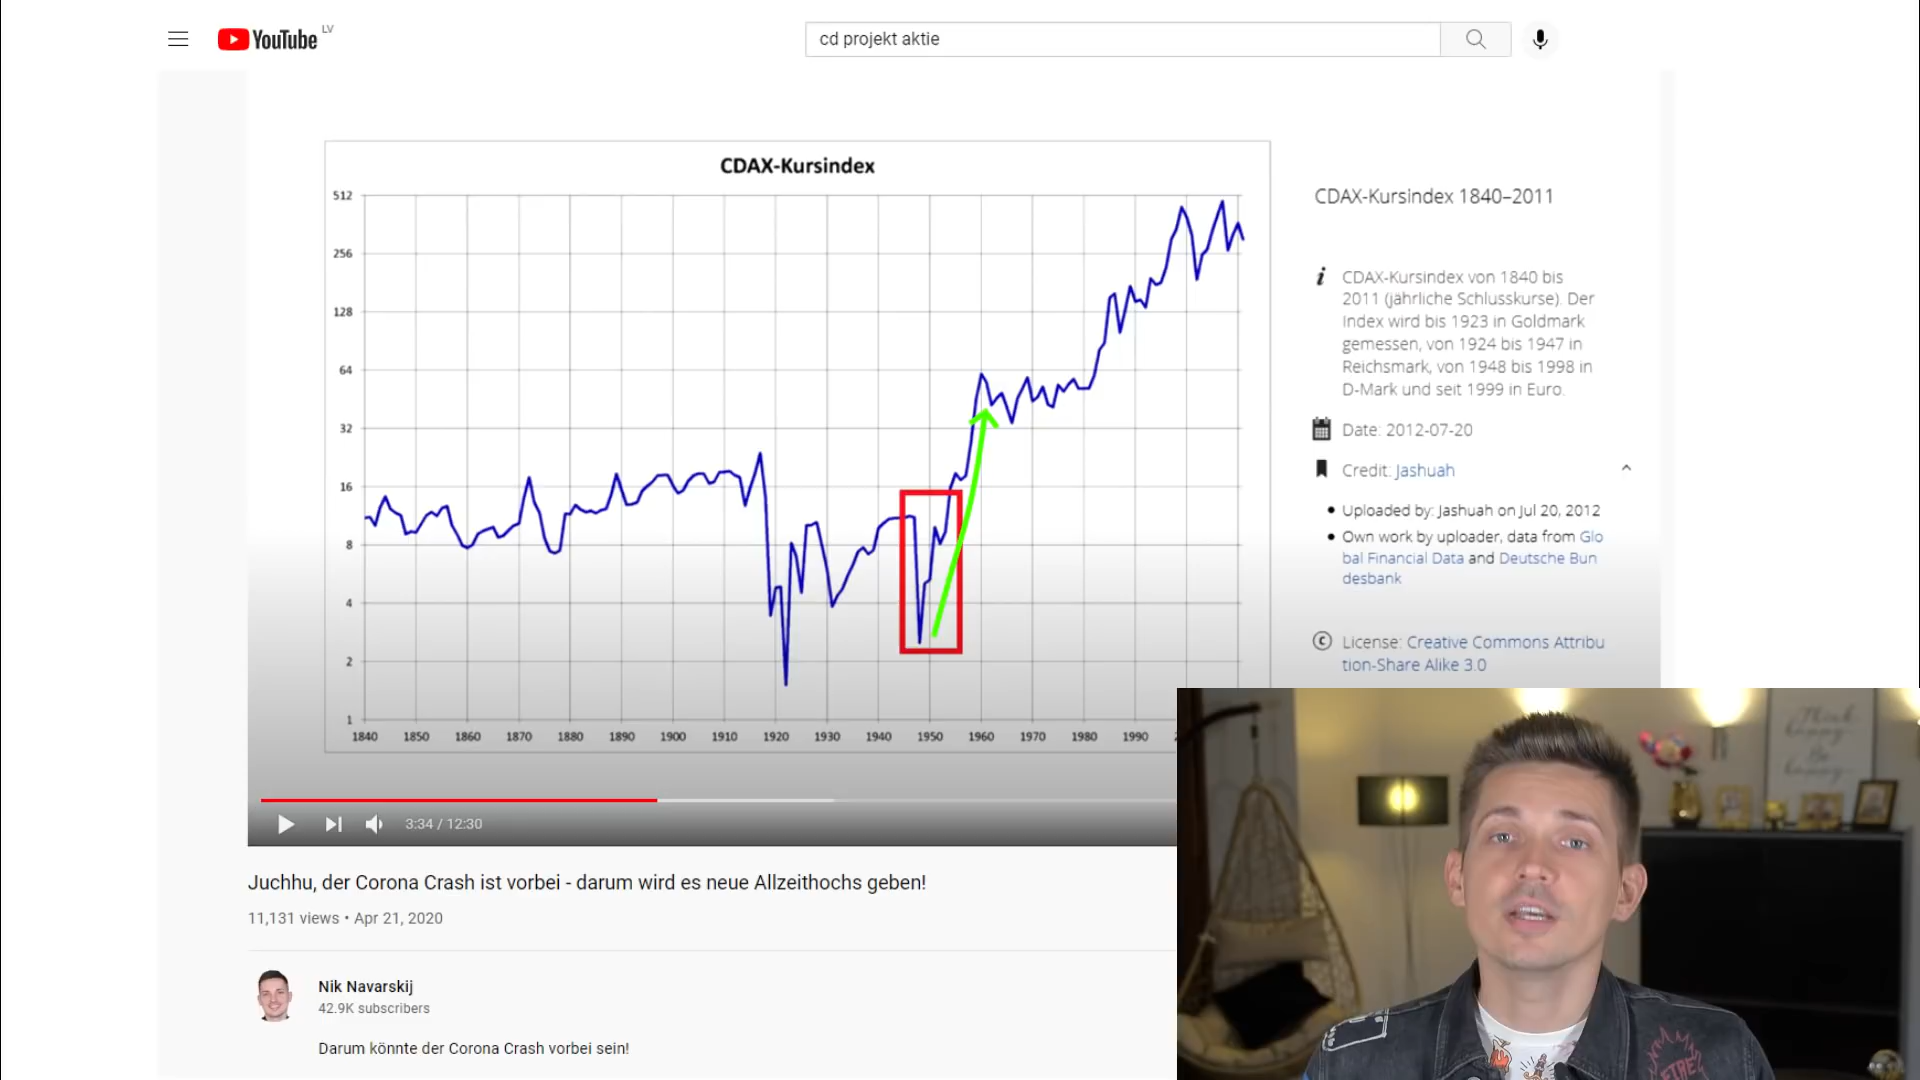 YouTube LV
cd projekt aktie
CDAX-Kursindex
512
256
128
64
32
16
8
4
2
1
1840 1850 1860 1870 1880 1890 1900 1910 1920 1930 1940 1950 1960 1970 1980 1990
CDAX-Kursindex 1840–2011
i CDAX-Kursindex von 1840 bis
2011 (jährliche Schlusskurse). Der
Index wird bis 1923 in Goldmark
gemessen, von 1924 bis 1947 in
Reichsmark, von 1948 bis 1998 in
D-Mark und seit 1999 in Euro.
Date: 2012-07-20
Credit: Jashuah
• Uploaded by: Jashuah on Jul 20, 2012
• Own work by uploader, data from Glo
bal Financial Data and Deutsche Bun
desbank
© License: Creative Commons Attribu
tion-Share Alike 3.0
3:34 / 12:30
Juchhu, der Corona Crash ist vorbei - darum wird es neue Allzeithochs geben!
11,131 views • Apr 21, 2020
Nik Navarskij
42.9K subscribers
Darum könnte der Corona Crash vorbei sein!